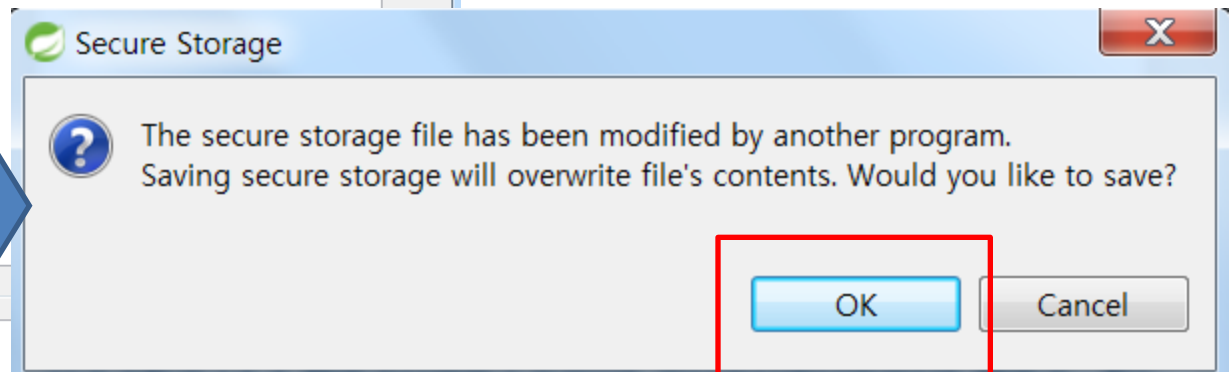 Secure Storage
The secure storage file has been modified by another program.
Saving secure storage will overwrite file's contents. Would you like to save?
OK
Cancel